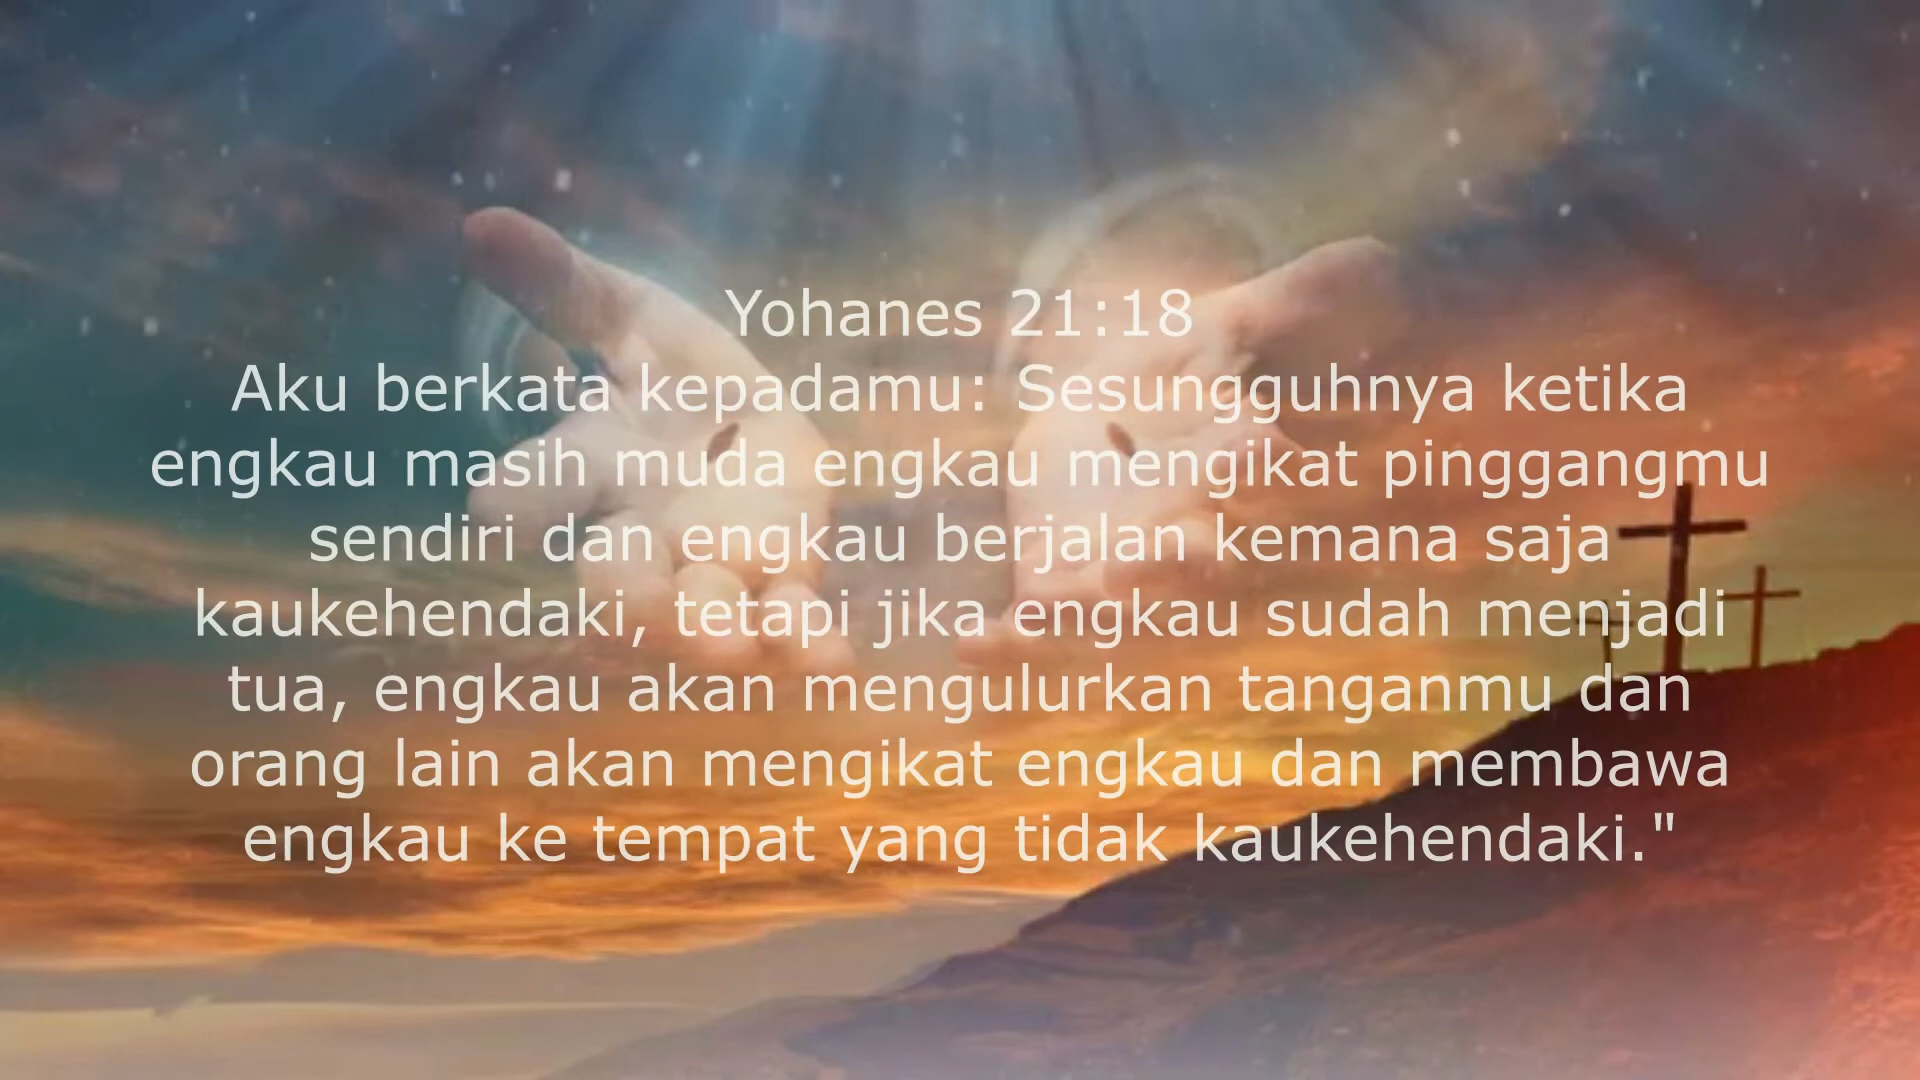 Yohanes 21:18
Aku berkata kepadamu: Sesungguhnya ketika
engkau masih muda engkau mengikat pinggangmu
sendiri dan engkau berjalan kemana saja
kaukehendaki, tetapi jika engkau sudah menjadi
tua, engkau akan mengulurkan tanganmu dan
orang lain akan mengikat engkau dan membawa
engkau ke tempat yang tidak kaukehendaki."